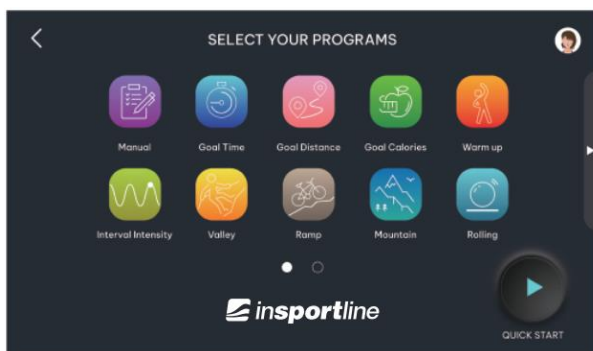 SELECT YOUR PROGRAMS
Manual Goal Time Goal Distance Goal Calories Warm up
Interval Intensity Valley Ramp Mountain Rolling
insportline
QUICK START